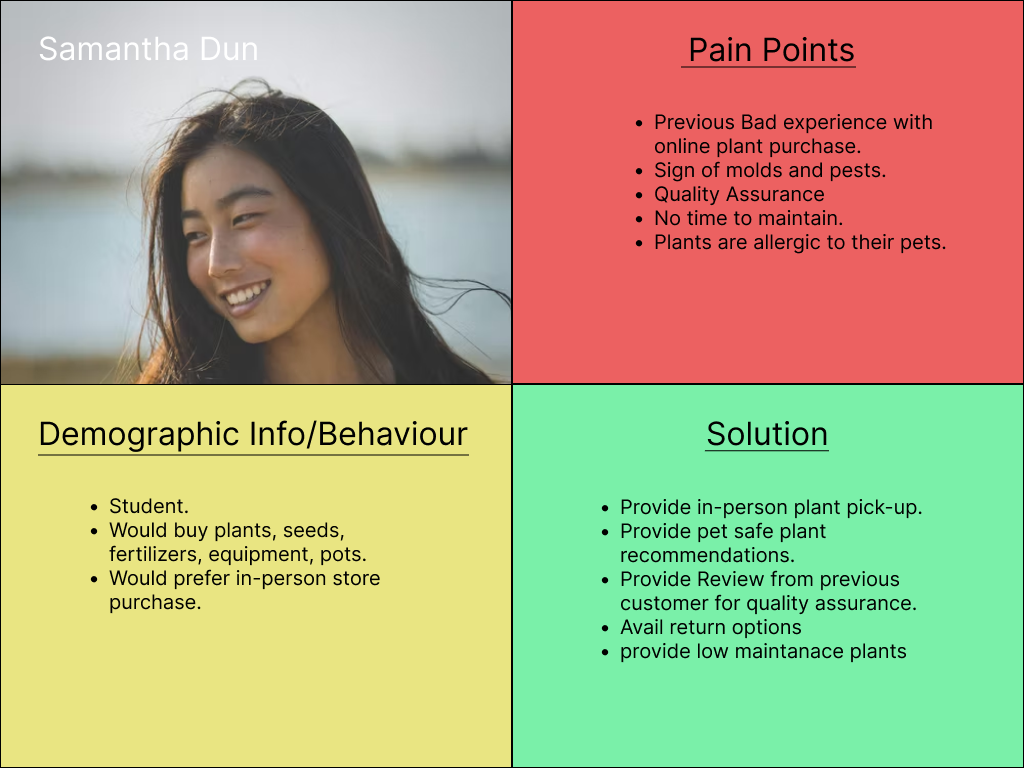 Samantha Dun
Pain Points
• Previous Bad experience with
online plant purchase.
• Sign of molds and pests.
• Quality Assurance
• No time to maintain.
• Plants are allergic to their pets.
Demographic Info/Behaviour
• Student.
• Would buy plants, seeds,
fertilizers, equipment, pots.
• Would prefer in-person store
purchase.
Solution
• Provide in-person plant pick-up.
• Provide pet safe plant
recommendations.
• Provide Review from previous
customer for quality assurance.
• Avail return options
• provide low maintanace plants